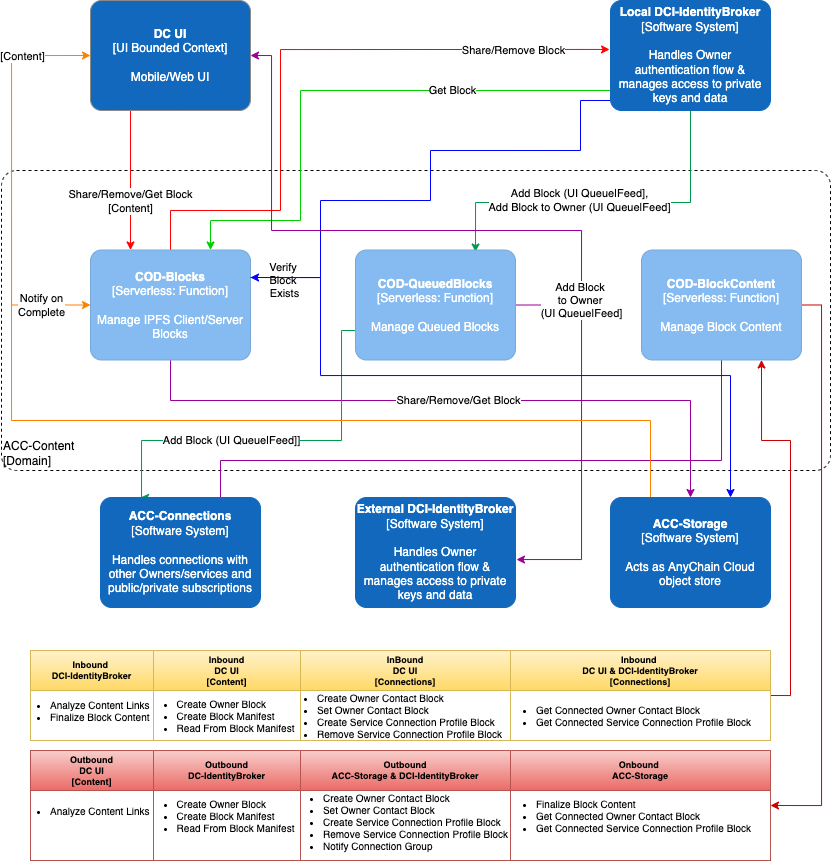 DC UI
[UI Bounded Context]
Mobile/Web UI
Local DCI-IdentityBroker
[Software System]
Handles Owner
authentication flow &
manages access to private
keys and data
[Content]
Share/Remove Block
Get Block
Share/Remove/Get Block
[Content]
Add Block (UI QueueIFeed],
Add Block to Owner (UI QueueIFeed]
COD-Blocks
[Serverless: Function]
Manage IPFS Client/Server
Blocks
Verify
Block
Exists
COD-QueuedBlocks
[Serverless: Function]
Manage Queued Blocks
Add Block
to Owner
(UI QueueIFeed]
COD-BlockContent
[Serverless: Function]
Manage Block Content
Notify on
Complete
Share/Remove/Get Block
Add Block (UI QueueIFeed]]
ACC-Content
[Domain]
ACC-Connections
[Software System]
Handles connections with
other Owners/services and
public/private subscriptions
External DCI-IdentityBroker
[Software System]
Handles Owner
authentication flow &
manages access to private
keys and data
ACC-Storage
[Software System]
Acts as AnyChain Cloud
object store
Inbound
DCI-IdentityBroker
Inbound
DC UI
[Content]
InBound
DC UI
[Connections]
Inbound
DC UI & DCI-IdentityBroker
[Connections]
• Analyze Content Links
• Finalize Block Content
• Create Owner Block
• Create Block Manifest
• Read From Block Manifest
• Create Owner Contact Block
• Set Owner Contact Block
• Create Service Connection Profile Block
• Remove Service Connection Profile Block
• Get Connected Owner Contact Block
• Get Connected Service Connection Profile Block
Outbound
DC UI
[Content]
Outbound
DC-IdentityBroker
Outbound
ACC-Storage & DCI-IdentityBroker
Onbound
ACC-Storage
• Analyze Content Links
• Create Owner Block
• Create Block Manifest
• Read From Block Manifest
• Create Owner Contact Block
• Set Owner Contact Block
• Create Service Connection Profile Block
• Remove Service Connection Profile Block
• Notify Connection Group
• Finalize Block Content
• Get Connected Owner Contact Block
• Get Connected Service Connection Profile Block